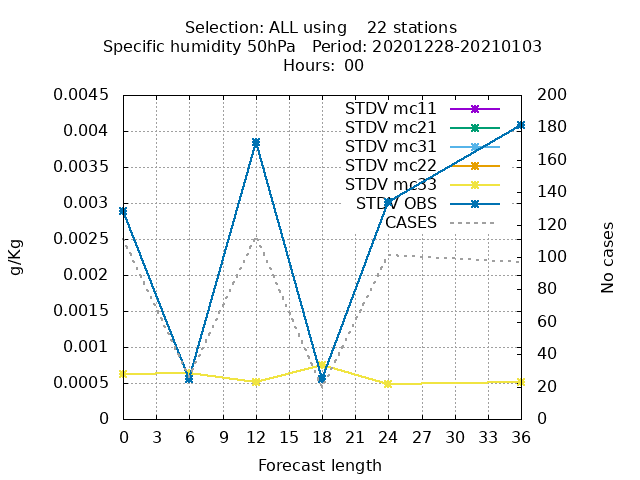 Selection: ALL using    22 stations
Specific humidity 50hPa   Period: 20201228-20210103
Hours:  00
0.0045
0.004
0.0035
0.003
0.0025
0.002
0.0015
0.001
0.0005
0
g/Kg
STDV mc11
STDV mc21
STDV mc31
STDV mc22
STDV mc33
STDV OBS
CASES
200
180
160
140
120
100
80
60
40
20
0
No cases
0 3 6 9 12 15 18 21 24 27 30 33 36
Forecast length